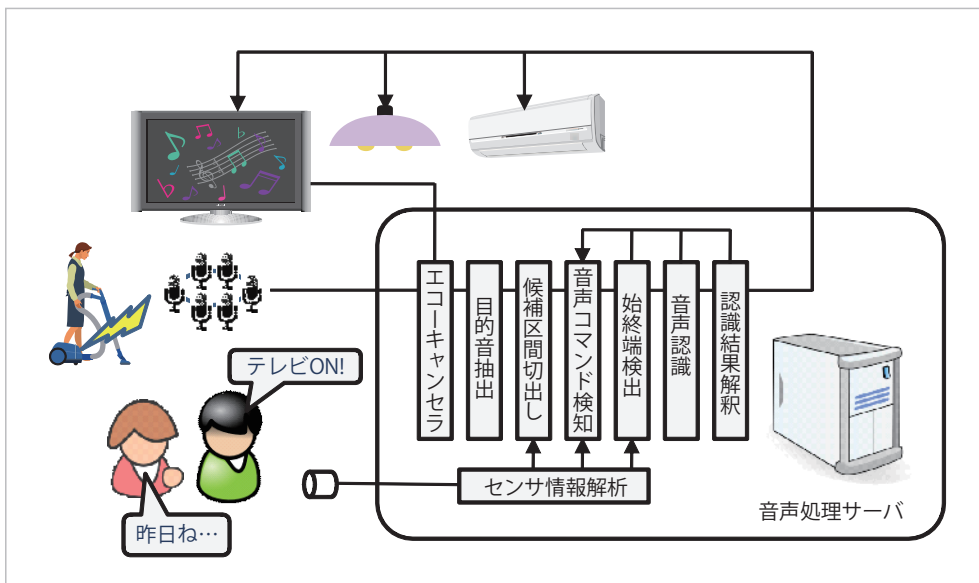 エコーキャンセラ
目的音抽出
候補区間切出し
音声コマンド検知
始終端検出
音声認識
認識結果解釈
テレビON!
センサ情報解析
音声処理サーバ
昨日ね…